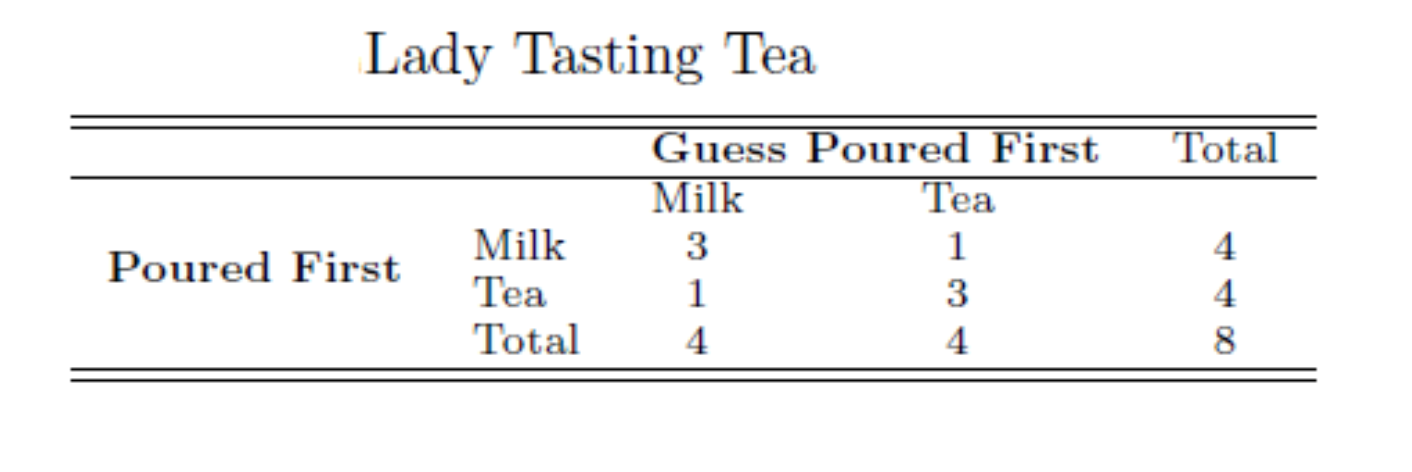 Lady Tasting Tea
Guess Poured First Total
Milk Tea
Poured First Milk 3 1 4
Tea 1 3 4
Total 4 4 8